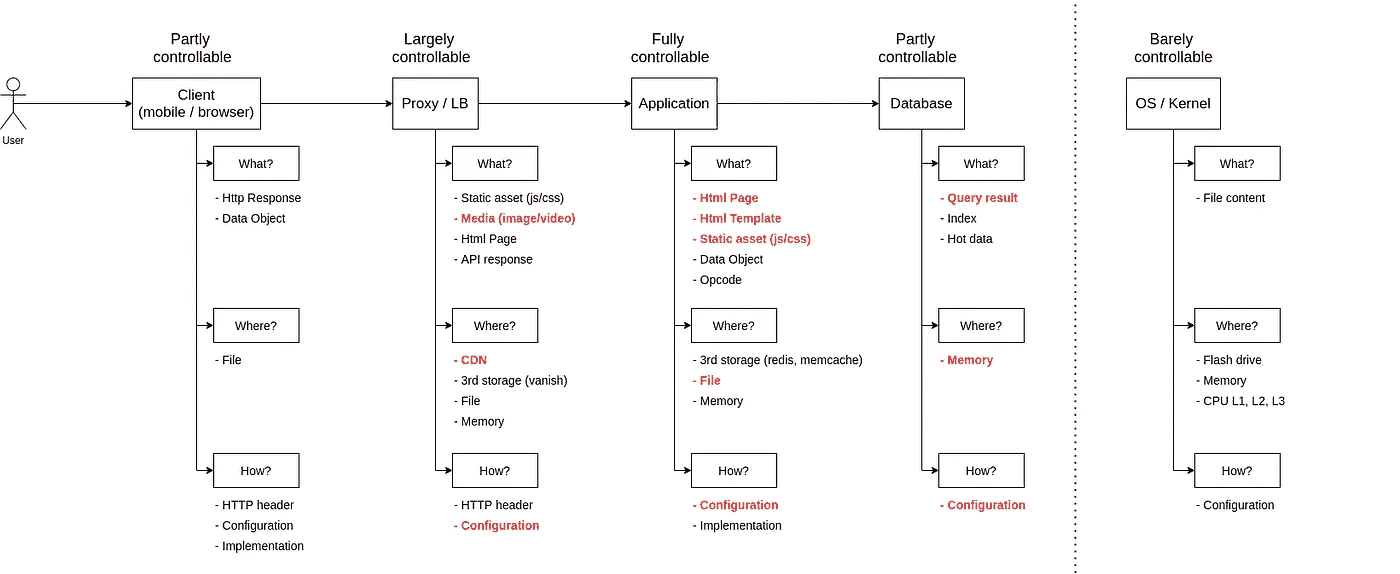 Partly
controllable
Largely
controllable
Fully
controllable
Partly
controllable
Barely
controllable
User
Client
(mobile / browser)
Proxy / LB
Application
Database
OS / Kernel
What?
- Http Response
- Data Object
Where?
- File
How?
- HTTP header
- Configuration
- Implementation
What?
- Static asset (js/css)
- Media (image/video)
- Html Page
- API response
Where?
- CDN
- 3rd storage (vanish)
- File
- Memory
How?
- HTTP header
- Configuration
What?
- Html Page
- Html Template
- Static asset (js/css)
- Data Object
- Opcode
Where?
- 3rd storage (redis, memcache)
- File
- Memory
How?
- Configuration
- Implementation
What?
- Query result
- Index
- Hot data
Where?
- Memory
How?
- Configuration
What?
- File content
Where?
- Flash drive
- Memory
- CPU L1, L2, L3
How?
- Configuration